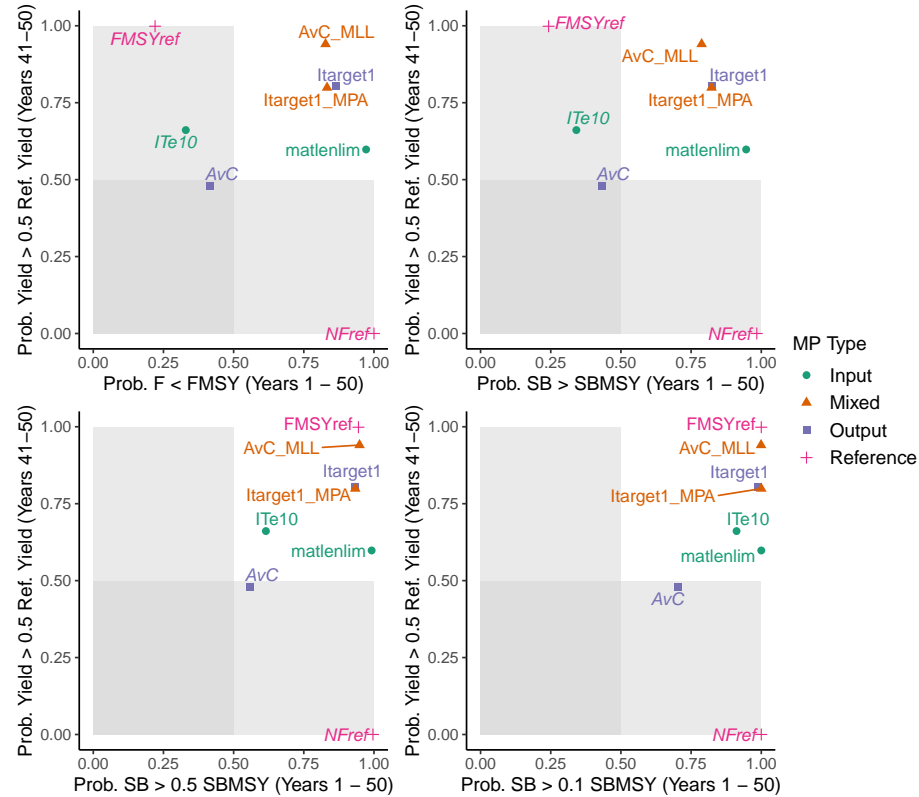 Prob. Yield > 0.5 Ref. Yield (Years 41−50)
1.00
0.75
0.50
0.25
0.00
FMSYref
AvC_MLL
Itarget1
Itarget1_MPA
ITe10
matlenlim
AvC
NFref
0.00 0.25 0.50 0.75 1.00
Prob. F < FMSY (Years 1 − 50)
Prob. Yield > 0.5 Ref. Yield (Years 41−50)
1.00
0.75
0.50
0.25
0.00
FMSYref
AvC_MLL
Itarget1
Itarget1_MPA
ITe10
matlenlim
AvC
NFref
0.00 0.25 0.50 0.75 1.00
Prob. SB > SBMSY (Years 1 − 50)
MP Type
Input
Mixed
Output
Reference
Prob. Yield > 0.5 Ref. Yield (Years 41−50)
1.00
0.75
0.50
0.25
0.00
FMSYref
AvC_MLL
Itarget1
Itarget1_MPA
ITe10
matlenlim
AvC
NFref
0.00 0.25 0.50 0.75 1.00
Prob. SB > 0.5 SBMSY (Years 1 − 50)
Prob. Yield > 0.5 Ref. Yield (Years 41−50)
1.00
0.75
0.50
0.25
0.00
FMSYref
AvC_MLL
Itarget1
Itarget1_MPA
ITe10
matlenlim
AvC
NFref
0.00 0.25 0.50 0.75 1.00
Prob. SB > 0.1 SBMSY (Years 1 − 50)